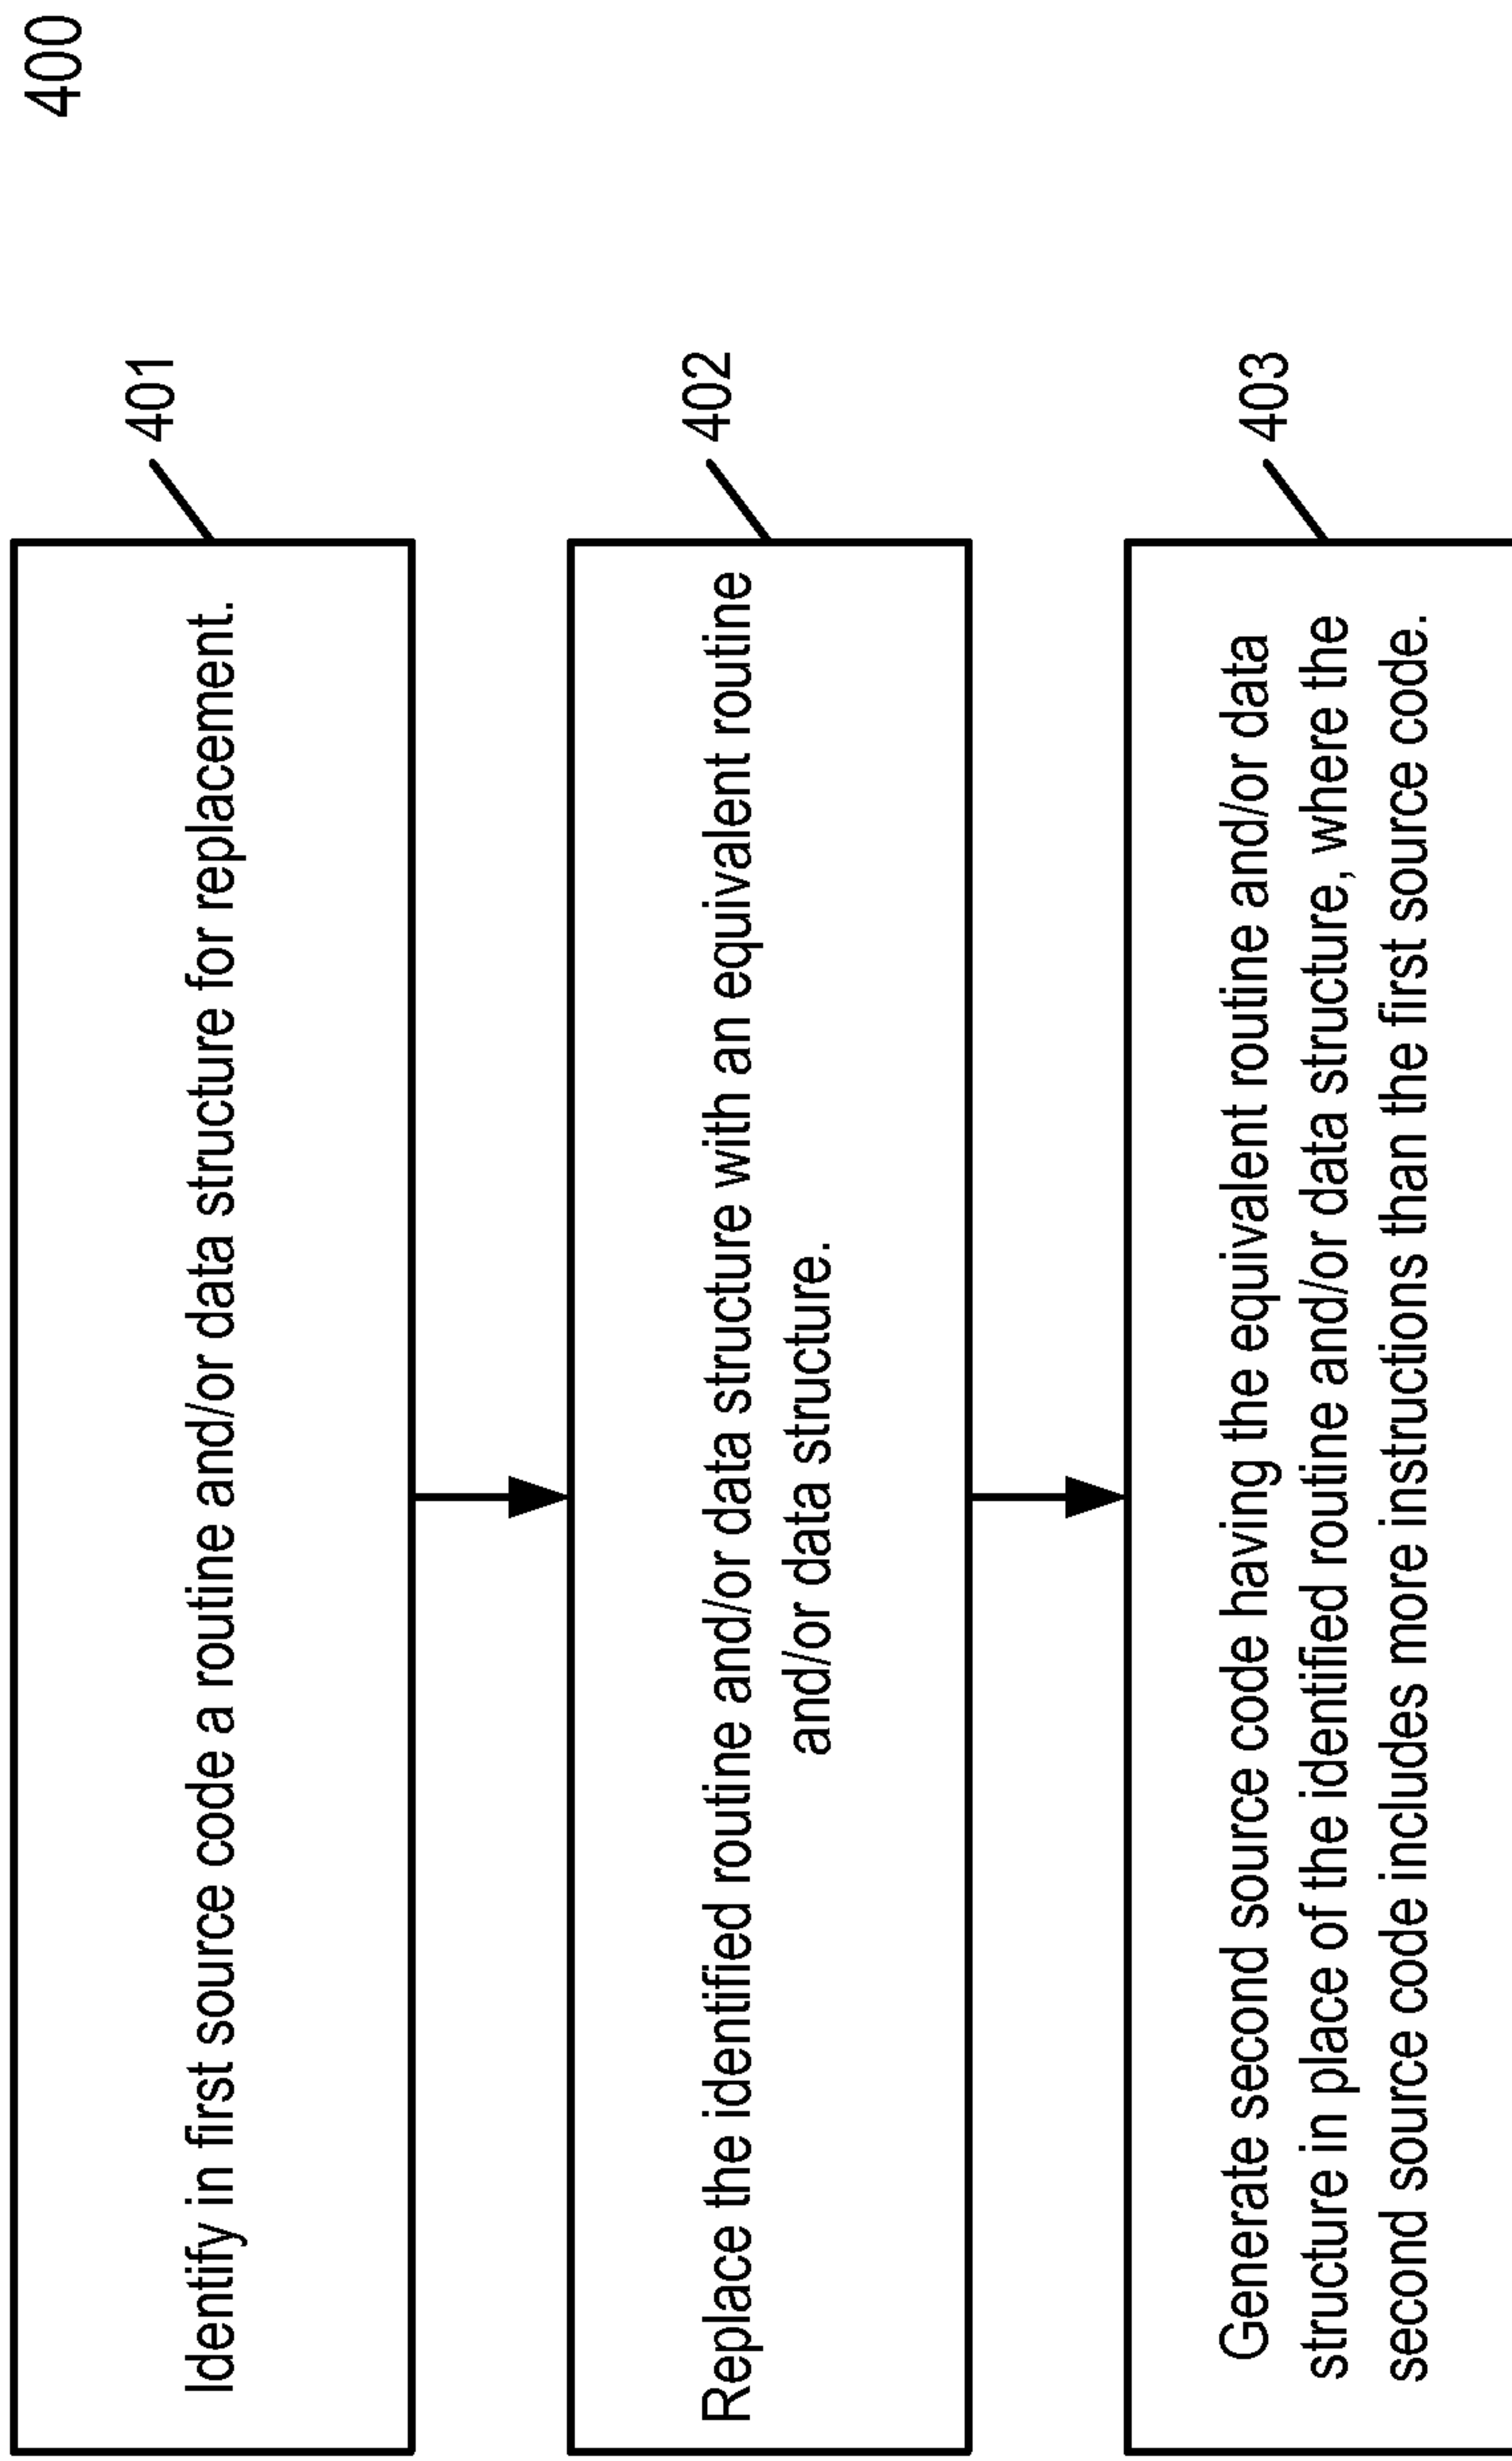 400
401
Identify in first source code a routine and/or data structure for replacement.
402
Replace the identified routine and/or data structure with an equivalent routine
and/or data structure.
403
Generate second source code having the equivalent routine and/or data
structure in place of the identified routine and/or data structure, where the
second source code includes more instructions than the first source code.